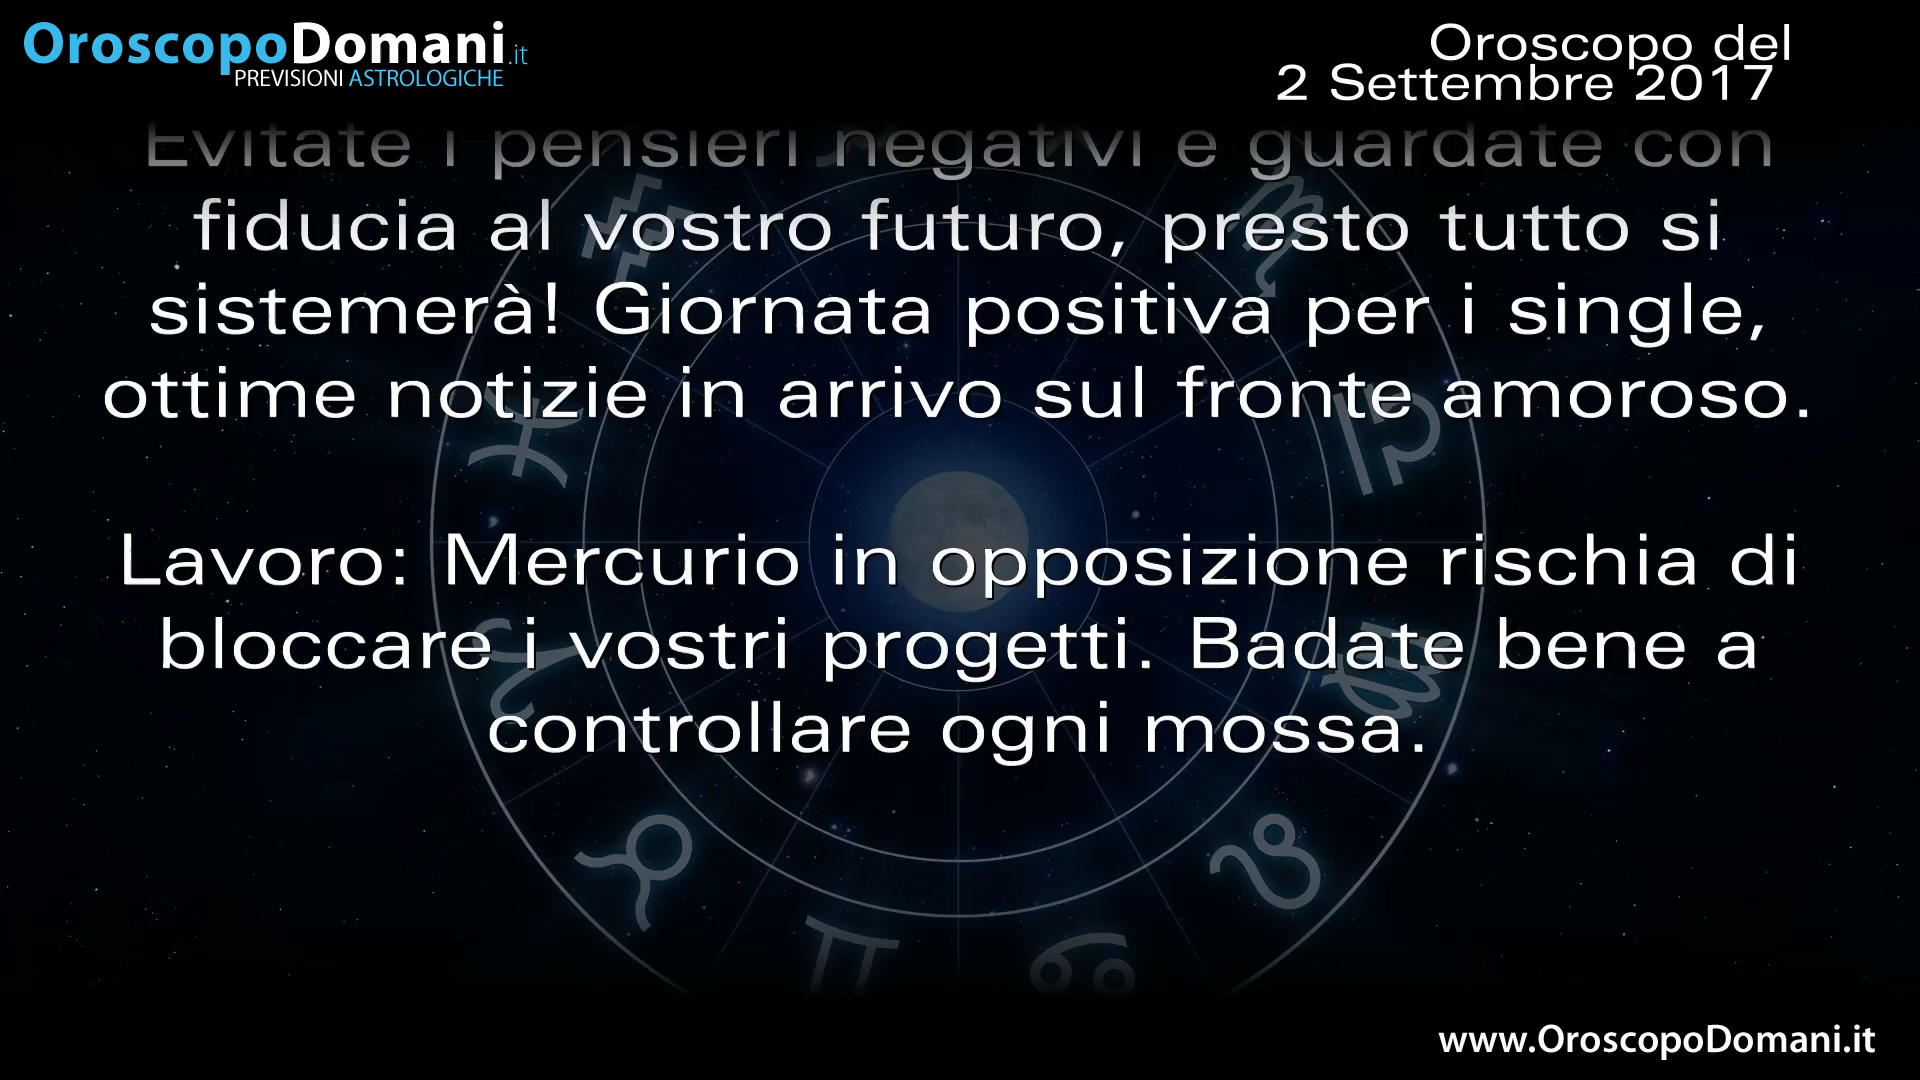 OroscopoDomani.it
PREVISIONI ASTROLOGICHE
Oroscopo del
2 Settembre 2017
Evitate i pensieri negativi e guardate con
fiducia al vostro futuro, presto tutto si
sistemerà! Giornata positiva per i single,
ottime notizie in arrivo sul fronte amoroso.
Lavoro: Mercurio in opposizione rischia di
bloccare i vostri progetti. Badate bene a
controllare ogni mossa.
www.OroscopoDomani.it